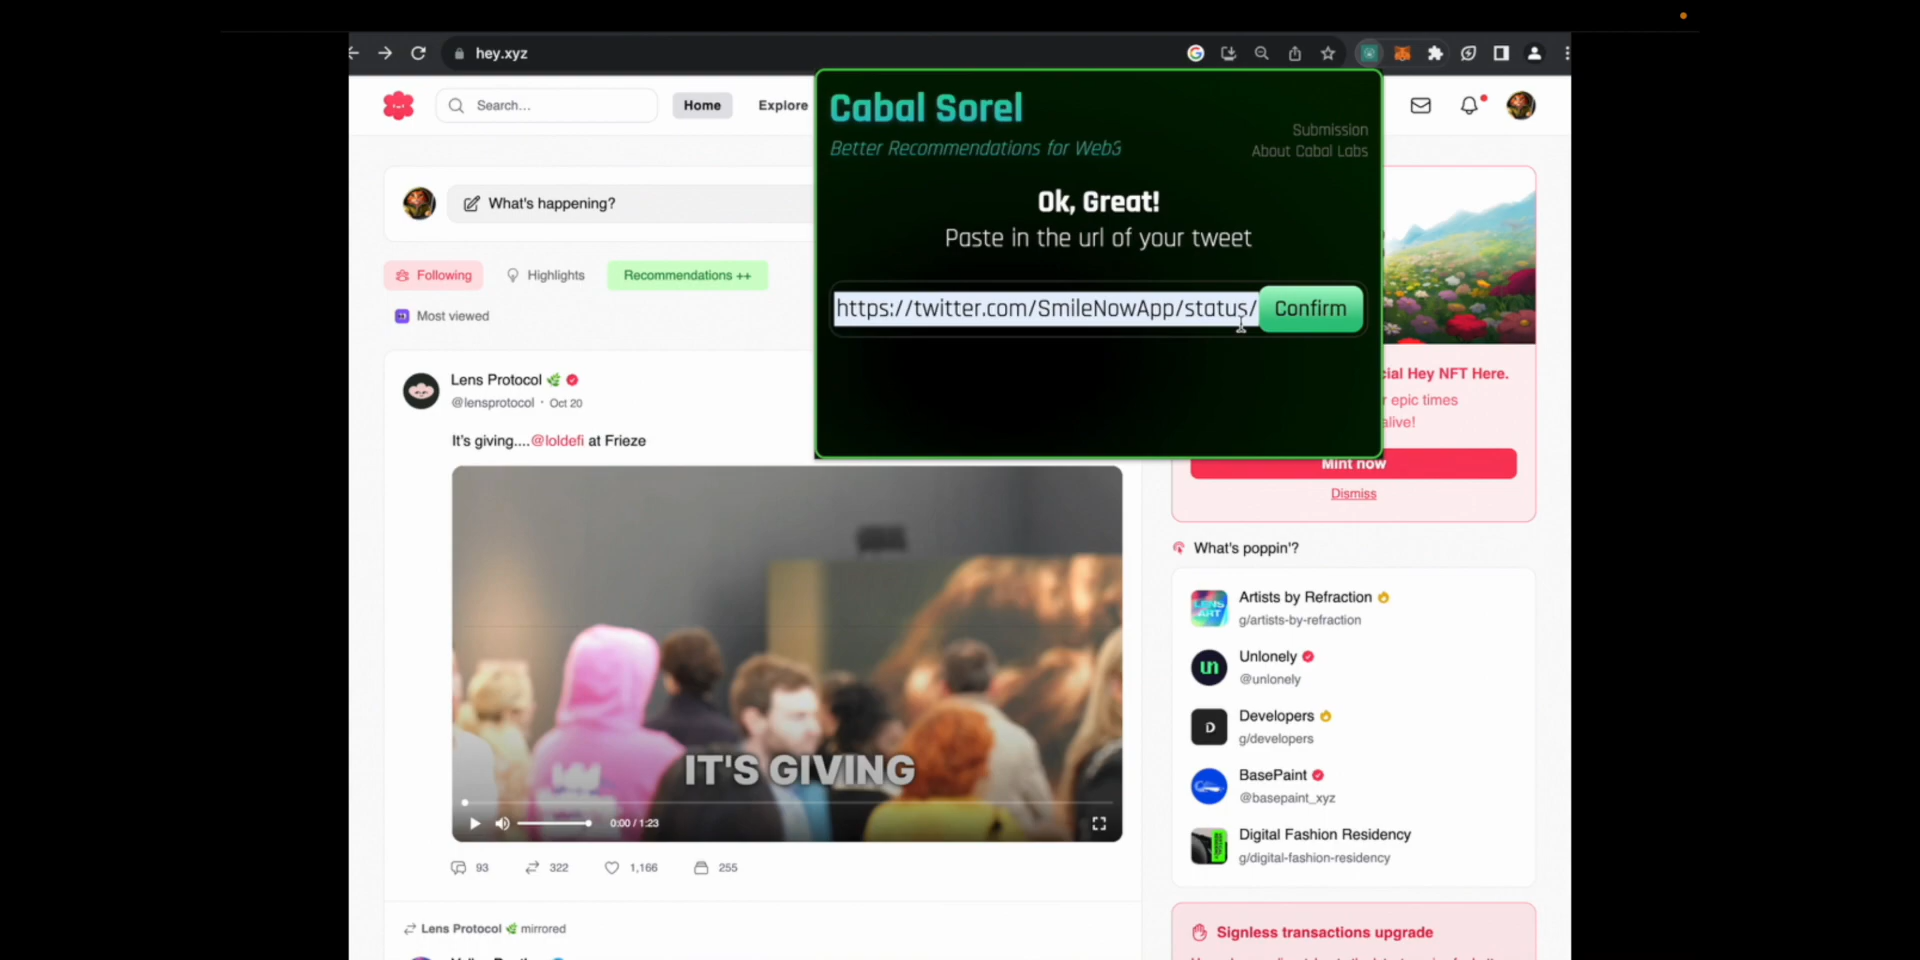 hey.xyz
Search...
Home
Explore
Cabal Sorel
Better Recommendations for Web3
Submission
About Cabal Labs
Ok, Great!
Paste in the url of your tweet
https://twitter.com/SmileNowApp/status/
Confirm
What's happening?
Following
Highlights
Recommendations ++
Most viewed
Lens Protocol
@lensprotocol · Oct 20
It's giving....@loldefi at Frieze
IT'S GIVING
0:00 / 1:23
93
322
1,166
255
Lens Protocol mirrored
cial Hey NFT Here.
r epic times
alive!
Mint now
Dismiss
What's poppin'?
LENS
ART
Artists by Refraction
g/artists-by-refraction
un
Unlonely
@unlonely
D
Developers
g/developers
BasePaint
@basepaint_xyz
Digital Fashion Residency
g/digital-fashion-residency
Signless transactions upgrade